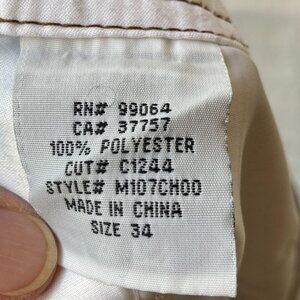 RN# 99064
CA# 37757
100% POLYESTER
CUT# C1244
STYLE# M107CH00
MADE IN CHINA
SIZE 34